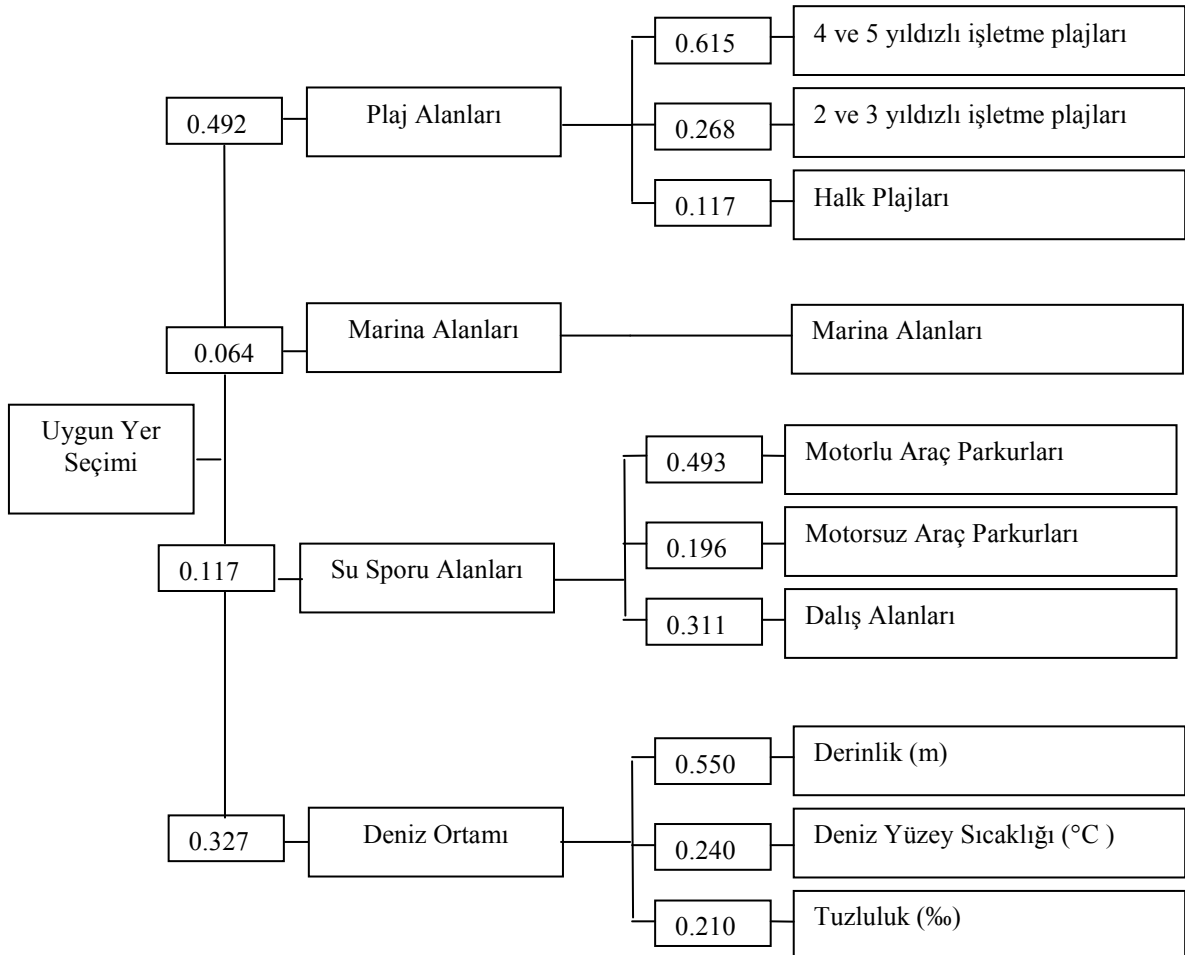 0.615
4 ve 5 yıldızlı işletme plajları
0.492
Plaj Alanları
0.268
2 ve 3 yıldızlı işletme plajları
0.117
Halk Plajları
0.064
Marina Alanları
Marina Alanları
Uygun Yer
Seçimi
0.493
Motorlu Araç Parkurları
0.117
Su Sporu Alanları
0.196
Motorsuz Araç Parkurları
0.311
Dalış Alanları
0.550
Derinlik (m)
0.327
Deniz Ortamı
0.240
Deniz Yüzey Sıcaklığı (°C )
0.210
Tuzluluk (‰)